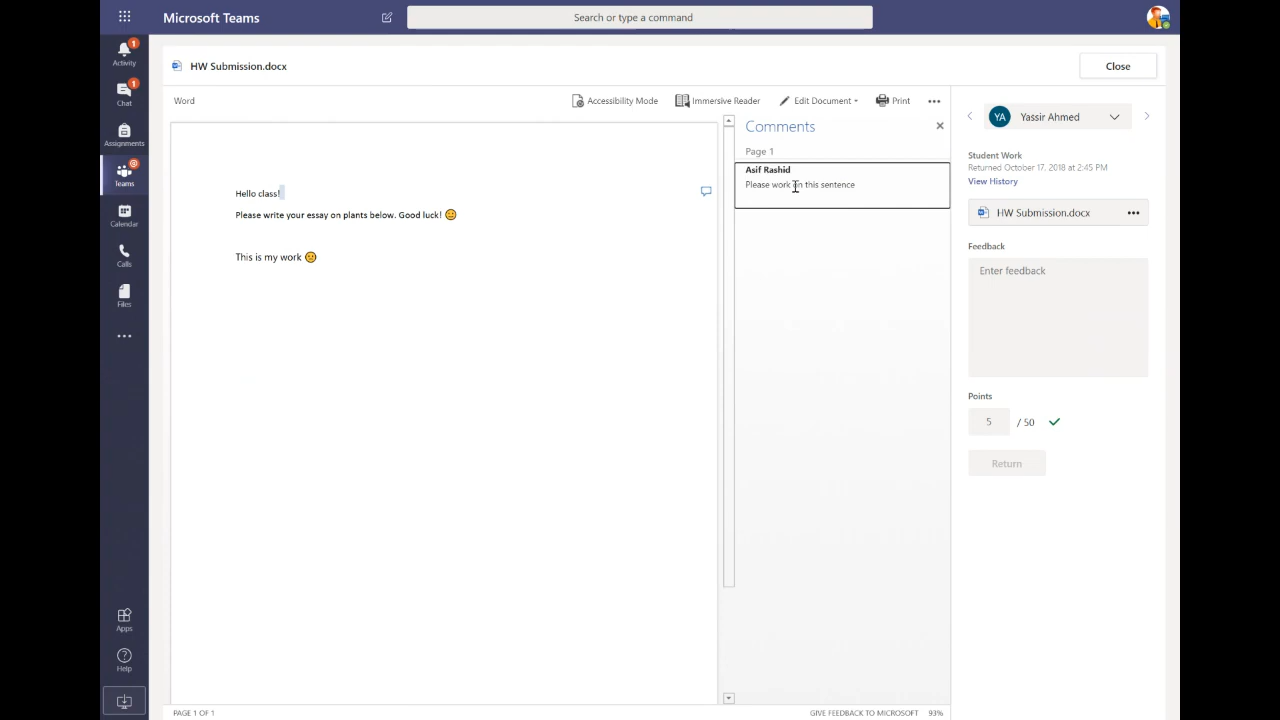 Microsoft Teams
Search or type a command
1
Activity
1
Chat
Assignments
@
Teams
Calendar
Calls
Files
Apps
Help
HW Submission.docx
Close
Word
Accessibility Mode
Immersive Reader
Edit Document
Print
Hello class!
Please write your essay on plants below. Good luck! 🙂
This is my work 🙁
Comments
Page 1
Asif Rashid
Please work on this sentence
YA
Yassir Ahmed
Student Work
Returned October 17, 2018 at 2:45 PM
View History
HW Submission.docx
Feedback
Enter feedback
Points
5 / 50
Return
PAGE 1 OF 1
GIVE FEEDBACK TO MICROSOFT
93%